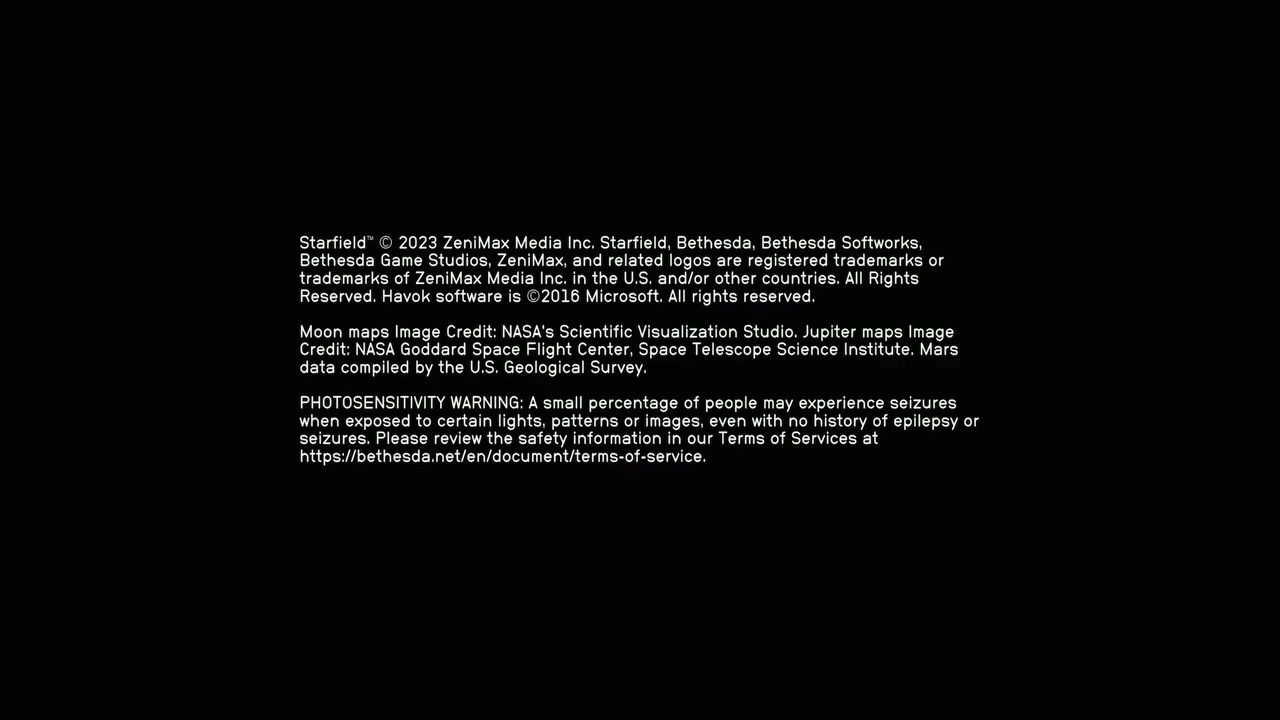 Starfield™ © 2023 ZeniMax Media Inc. Starfield, Bethesda, Bethesda Softworks,
Bethesda Game Studios, ZeniMax, and related logos are registered trademarks or
trademarks of ZeniMax Media Inc. in the U.S. and/or other countries. All Rights
Reserved. Havok software is ©2016 Microsoft. All rights reserved.
Moon maps Image Credit: NASA's Scientific Visualization Studio. Jupiter maps Image
Credit: NASA Goddard Space Flight Center, Space Telescope Science Institute. Mars
data compiled by the U.S. Geological Survey.
PHOTOSENSITIVITY WARNING: A small percentage of people may experience seizures
when exposed to certain lights, patterns or images, even with no history of epilepsy or
seizures. Please review the safety information in our Terms of Services at
https://bethesda.net/en/document/terms-of-service.